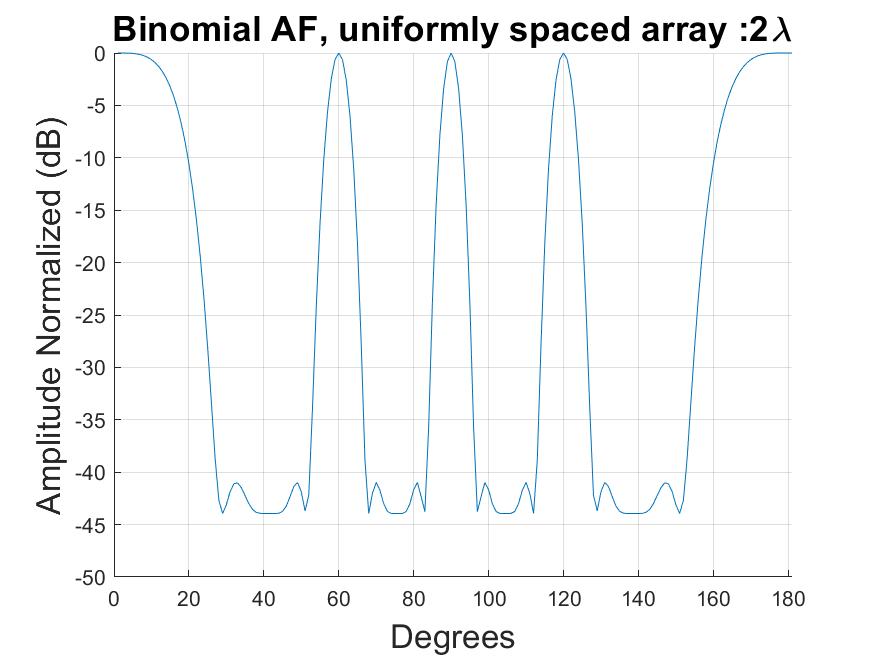 Binomial AF, uniformly spaced array :2λ
Amplitude Normalized (dB)
0
-5
-10
-15
-20
-25
-30
-35
-40
-45
-50
0 20 40 60 80 100 120 140 160 180
Degrees